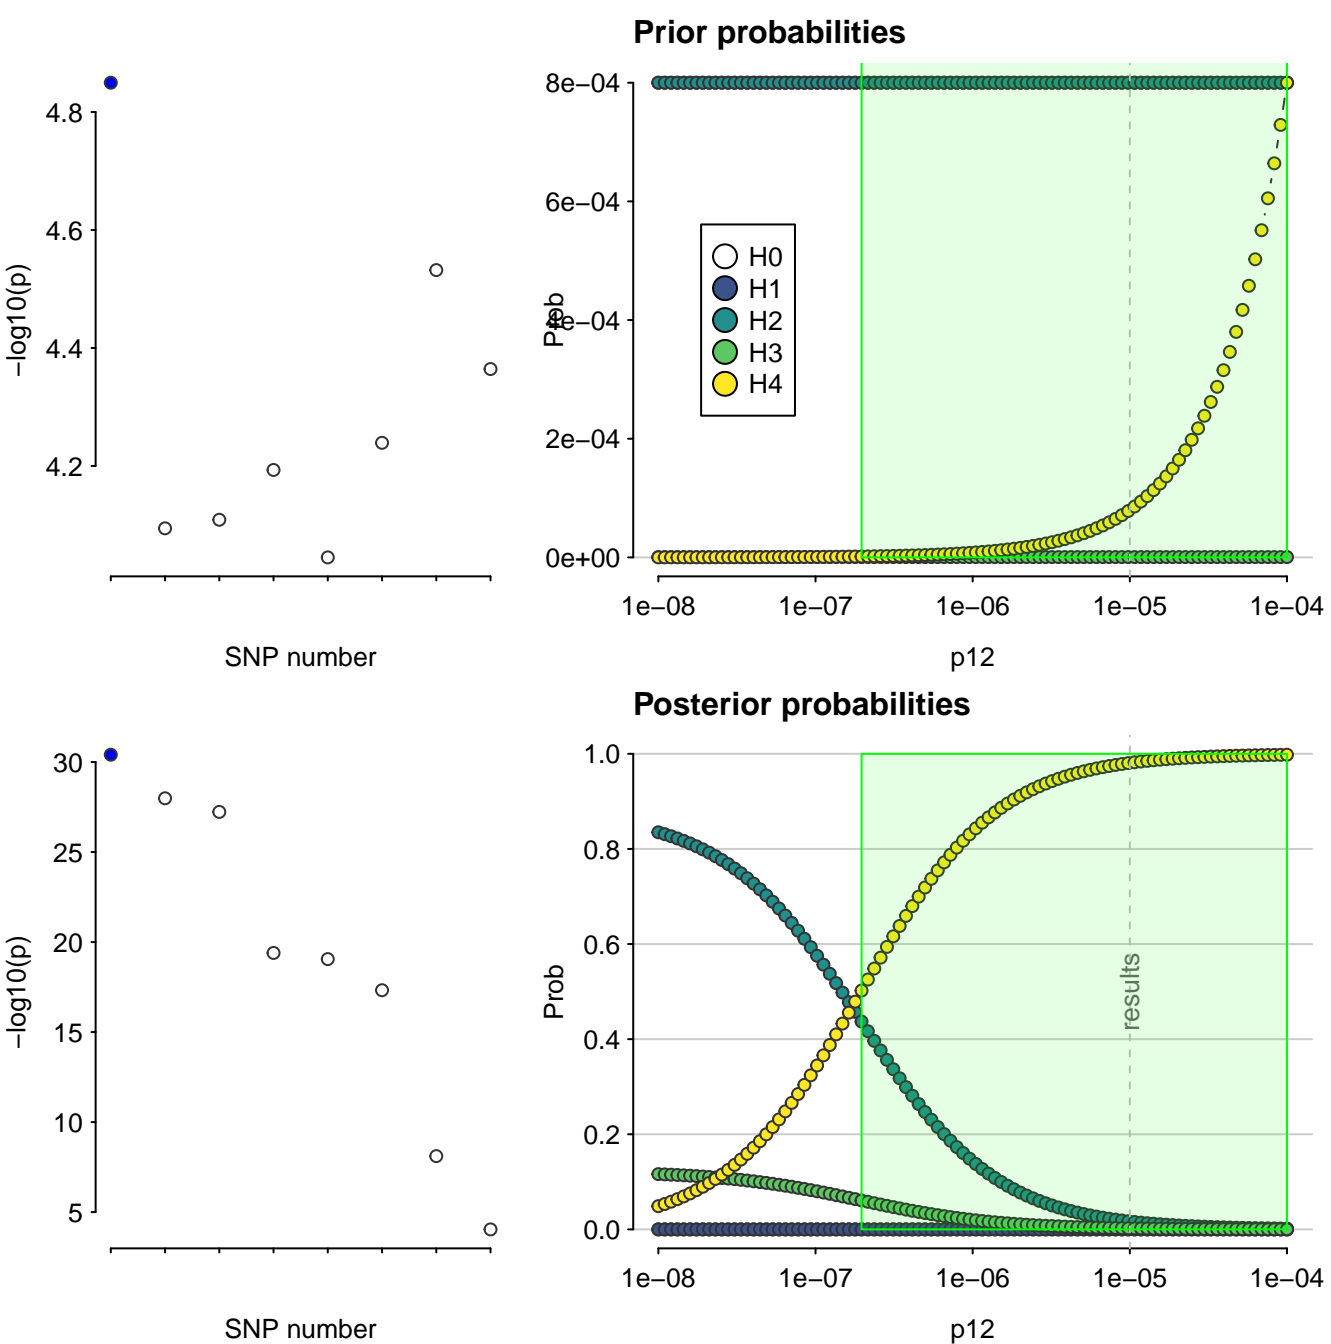 4.8
4.6
4.4
4.2
−log10(p)
SNP number
Prior probabilities
8e−04
6e−04
4e−04
2e−04
0e+00
Prob
H0
H1
H2
H3
H4
1e−08 1e−07 1e−06 1e−05 1e−04
p12
30
25
20
15
10
5
−log10(p)
SNP number
Posterior probabilities
1.0
0.8
0.6
0.4
0.2
0.0
Prob
results
1e−08 1e−07 1e−06 1e−05 1e−04
p12